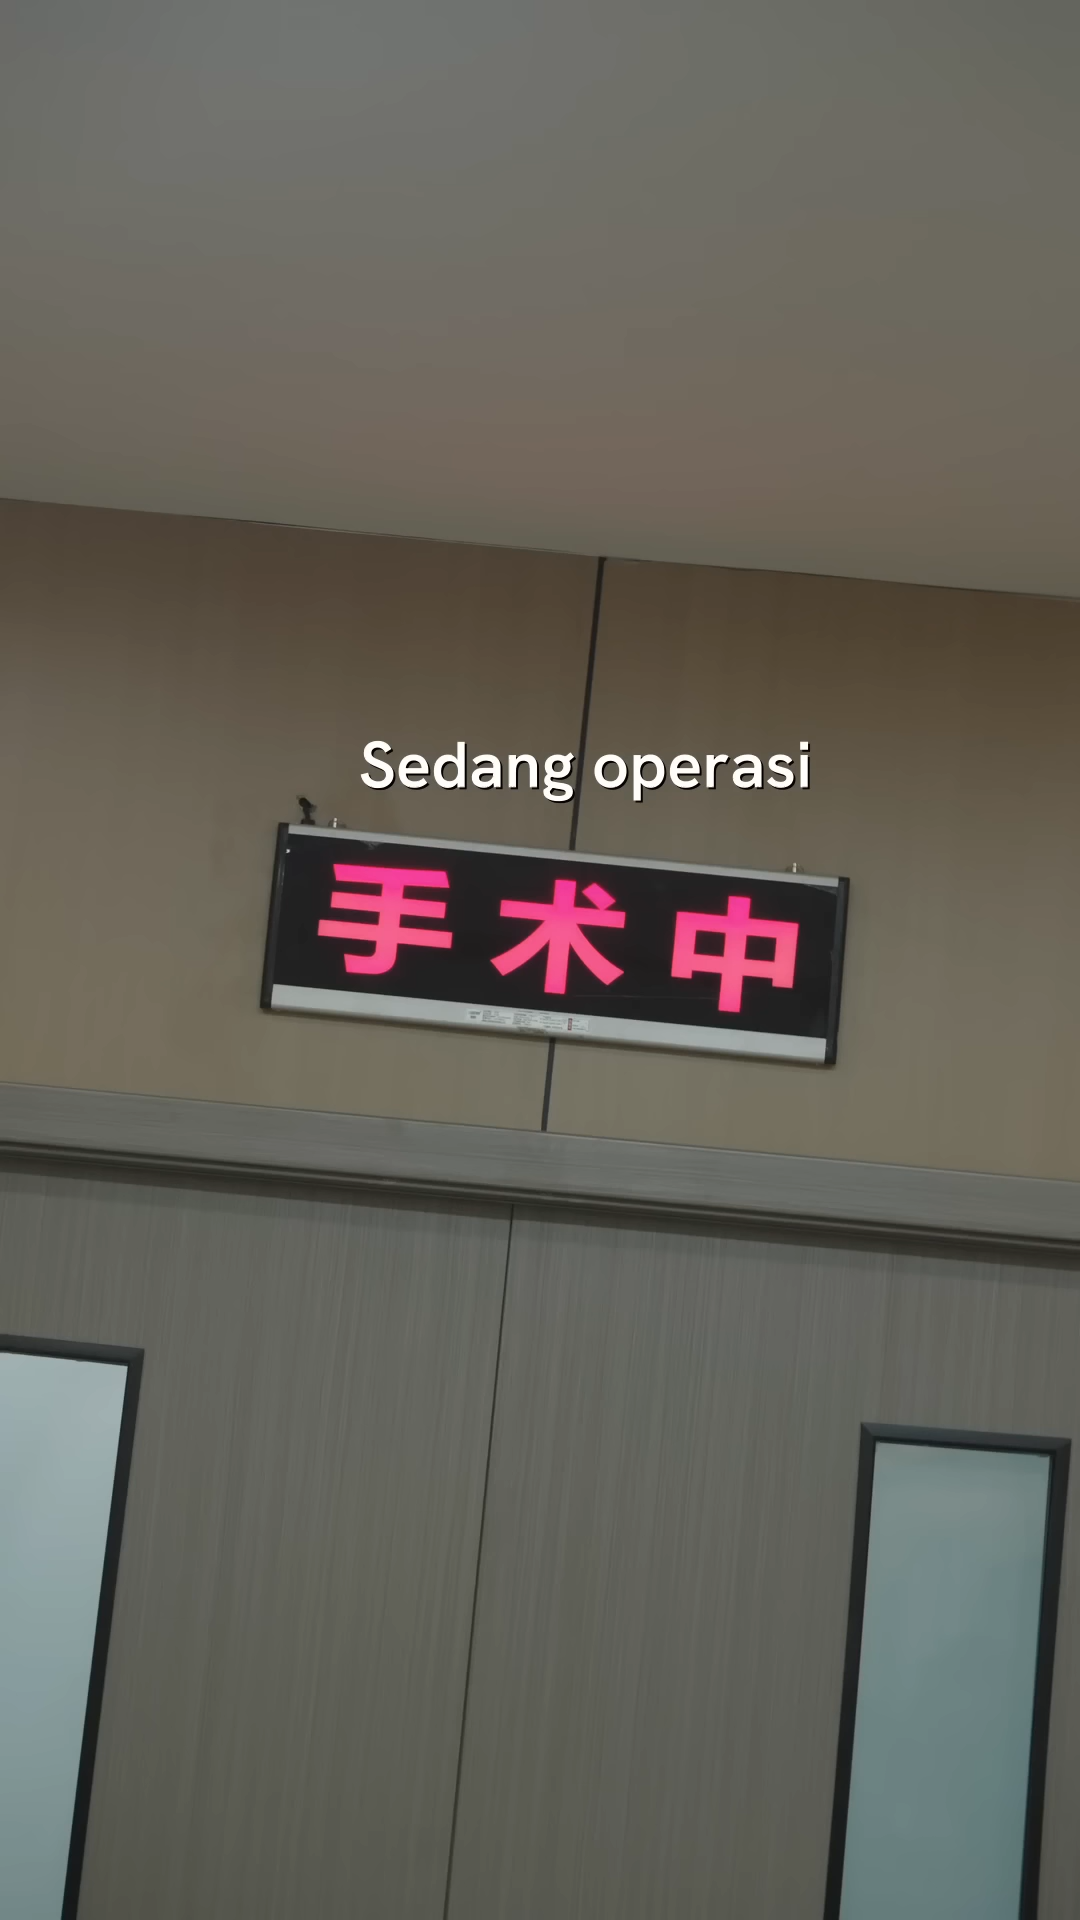 Sedang operasi
手术中